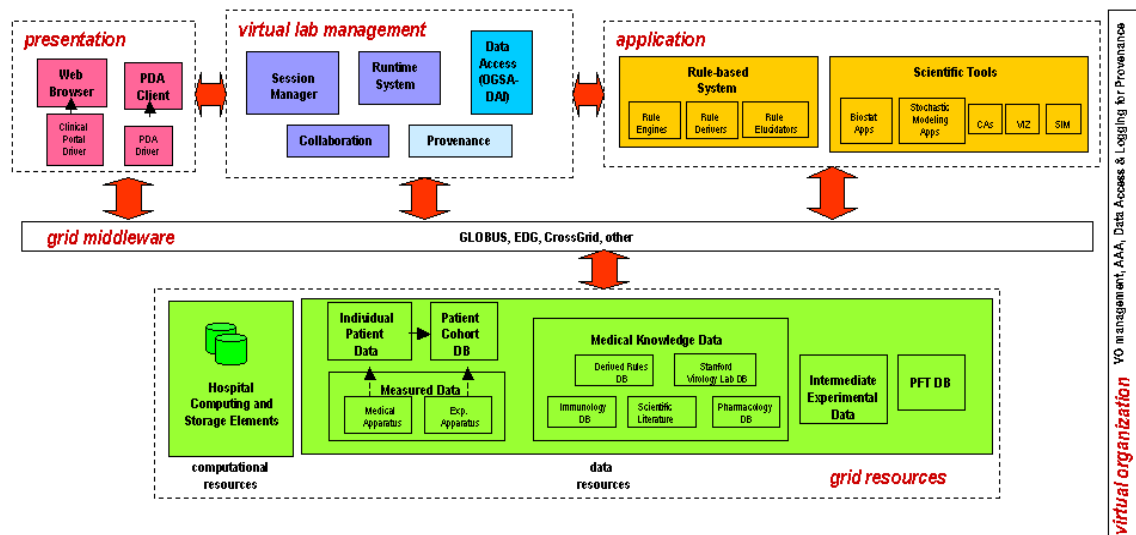 presentation
Web
Browser
PDA
Client
Clinical
Portal
Driver
PDA
Driver
virtual lab management
Session
Manager
Runtime
System
Data
Access
(OGSA-
DAI)
Collaboration
Provenance
application
Rule-based
System
Rule
Engines
Rule
Derivers
Rule
Eluxidators
Scientific Tools
Biostat
Apps
Stochastic
Modeling
Apps
CAs
VIZ
SIM
grid middleware
GLOBUS, EDG, CrossGrid, other
Hospital
Computing and
Storage Elements
computational
resources
Individual
Patient
Data
Patient
Cohort
DB
Measured Data
Medical
Apparatus
Exp.
Apparatus
Medical Knowledge Data
Derived Rules
DB
Stanford
Virology Lab DB
Immunology
DB
Scientific
Literature
Pharmacology
DB
Intermediate
Experimental
Data
PFT DB
data
resources
grid resources
virtual organization VO management, AAA, Data Access & Logging for Provenance